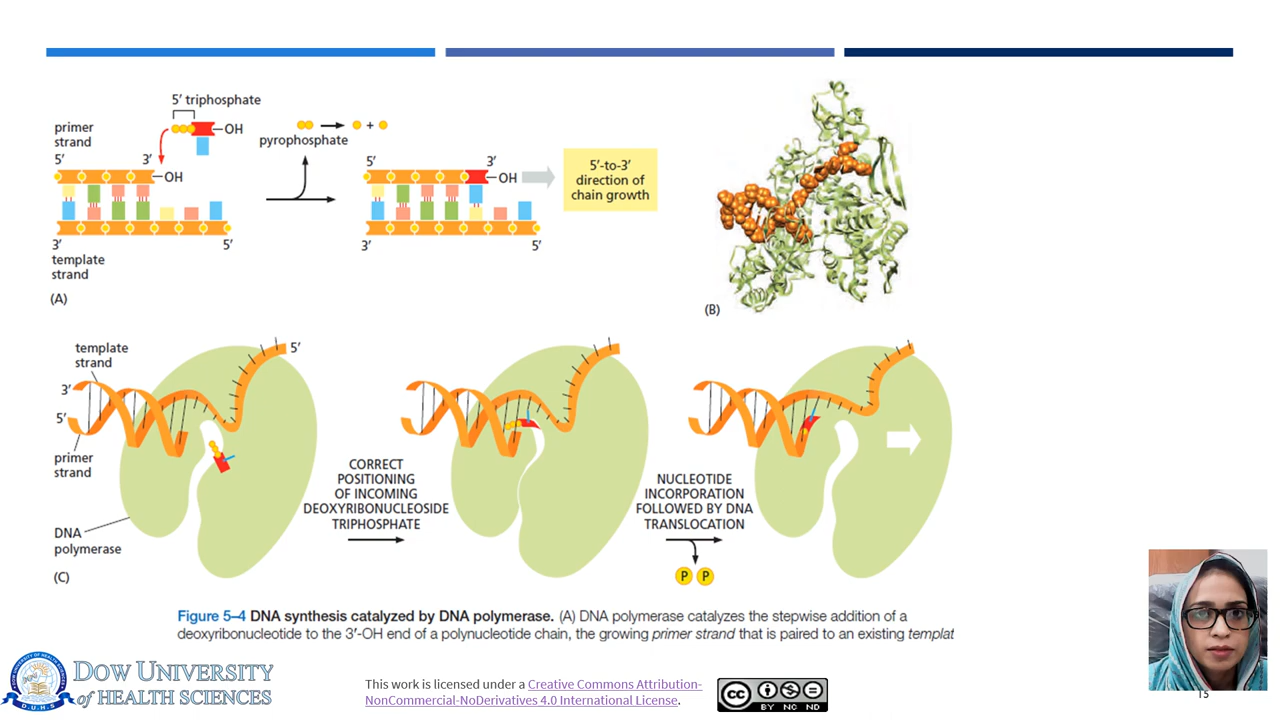 5′ triphosphate
primer
strand
OH
pyrophosphate
+
5′
3′
OH
3′
5′
template
strand
5′
3′
OH
3′
5′
5′-to-3′
direction of
chain growth
(A)
(B)
template
strand
5′
3′
5′
primer
strand
DNA
polymerase
(C)
CORRECT
POSITIONING
OF INCOMING
DEOXYRIBONUCLEOSIDE
TRIPHOSPHATE
NUCLEOTIDE
INCORPORATION
FOLLOWED BY DNA
TRANSLOCATION
P P
Figure 5–4 DNA synthesis catalyzed by DNA polymerase. (A) DNA polymerase catalyzes the stepwise addition of a
deoxyribonucleotide to the 3′-OH end of a polynucleotide chain, the growing primer strand that is paired to an existing templat
D.U.H.S
DOW UNIVERSITY
of HEALTH SCIENCES
This work is licensed under a Creative Commons Attribution-
NonCommercial-NoDerivatives 4.0 International License.
cc
BY NC ND
15